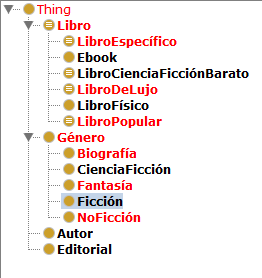 Thing
Libro
LibroEspecífico
Ebook
LibroCienciaFicciónBarato
LibroDeLujo
LibroFísico
LibroPopular
Género
Biografía
CienciaFicción
Fantasía
Ficción
NoFicción
Autor
Editorial